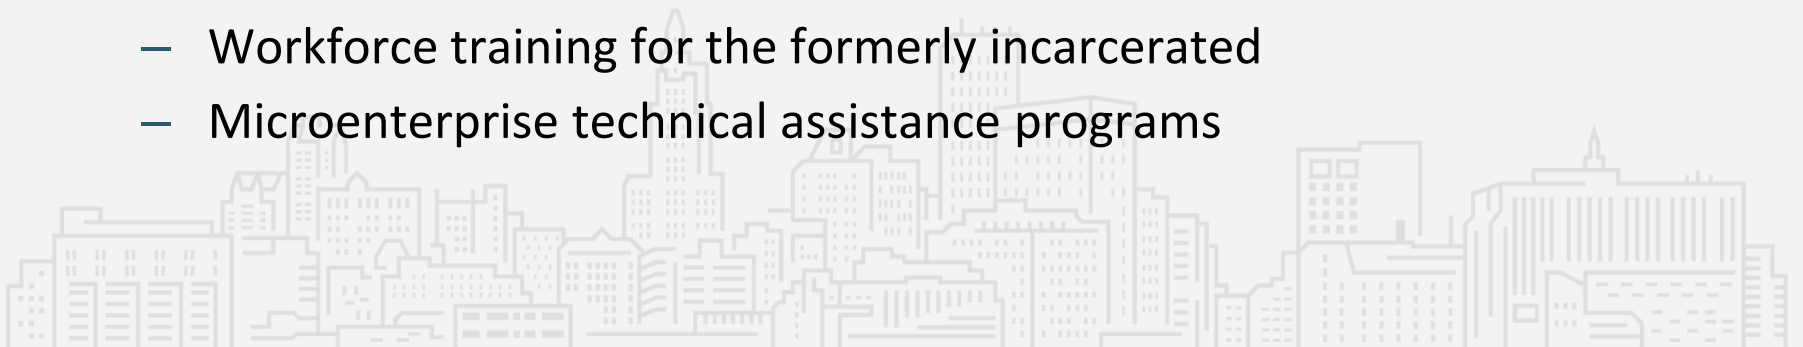 – Workforce training for the formerly incarcerated
– Microenterprise technical assistance programs